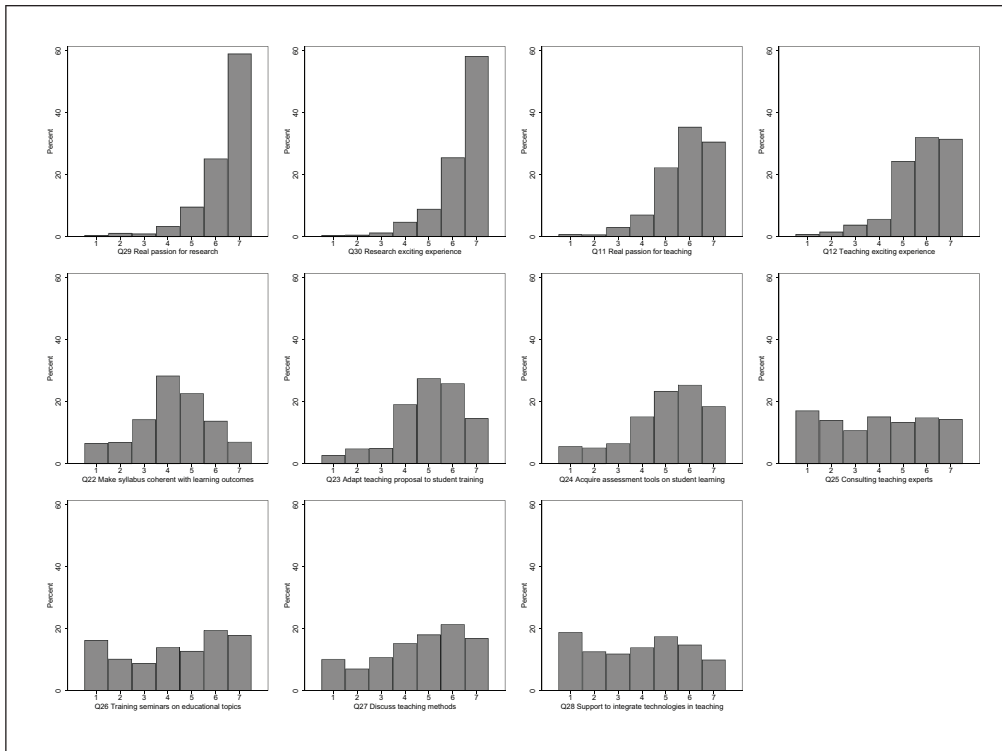 60
40
20
0
Percent
1 2 3 4 5 6 7
Q29 Real passion for research
60
40
20
0
Percent
1 2 3 4 5 6 7
Q30 Research exciting experience
60
40
20
0
Percent
1 2 3 4 5 6 7
Q11 Real passion for teaching
60
40
20
0
Percent
1 2 3 4 5 6 7
Q12 Teaching exciting experience
60
40
20
0
Percent
1 2 3 4 5 6 7
Q22 Make syllabus coherent with learning outcomes
60
40
20
0
Percent
1 2 3 4 5 6 7
Q23 Adapt teaching proposal to student training
60
40
20
0
Percent
1 2 3 4 5 6 7
Q24 Acquire assessment tools on student learning
60
40
20
0
Percent
1 2 3 4 5 6 7
Q25 Consulting teaching experts
60
40
20
0
Percent
1 2 3 4 5 6 7
Q26 Training seminars on educational topics
60
40
20
0
Percent
1 2 3 4 5 6 7
Q27 Discuss teaching methods
60
40
20
0
Percent
1 2 3 4 5 6 7
Q28 Support to integrate technologies in teaching